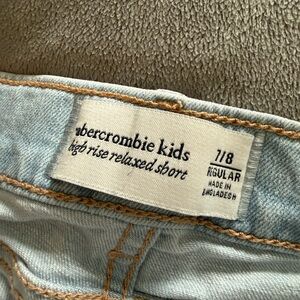 abercrombie kids
high rise relaxed short
7/8
REGULAR
MADE IN
BANGLADESH